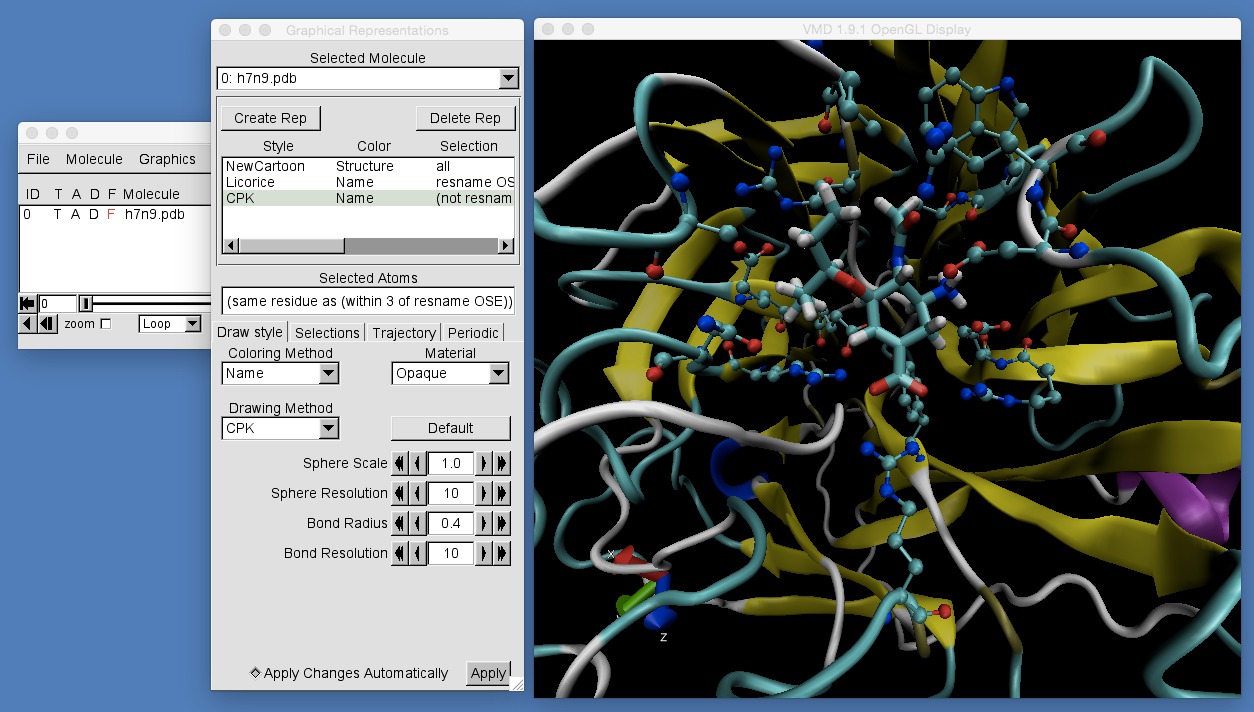 File Molecule Graphics
ID T A D F Molecule
0 T A D F h7n9.pdb
0
zoom Loop
Graphical Representations
Selected Molecule
0: h7n9.pdb
Create Rep Delete Rep
Style Color Selection
NewCartoon Structure all
Licorice Name resname OS
CPK Name (not resnam
Selected Atoms
(same residue as (within 3 of resname OSE))
Draw style Selections Trajectory Periodic
Coloring Method Material
Name Opaque
Drawing Method
CPK Default
Sphere Scale 1.0
Sphere Resolution 10
Bond Radius 0.4
Bond Resolution 10
Apply Changes Automatically Apply
VMD 1.9.1 OpenGL Display
X
Z